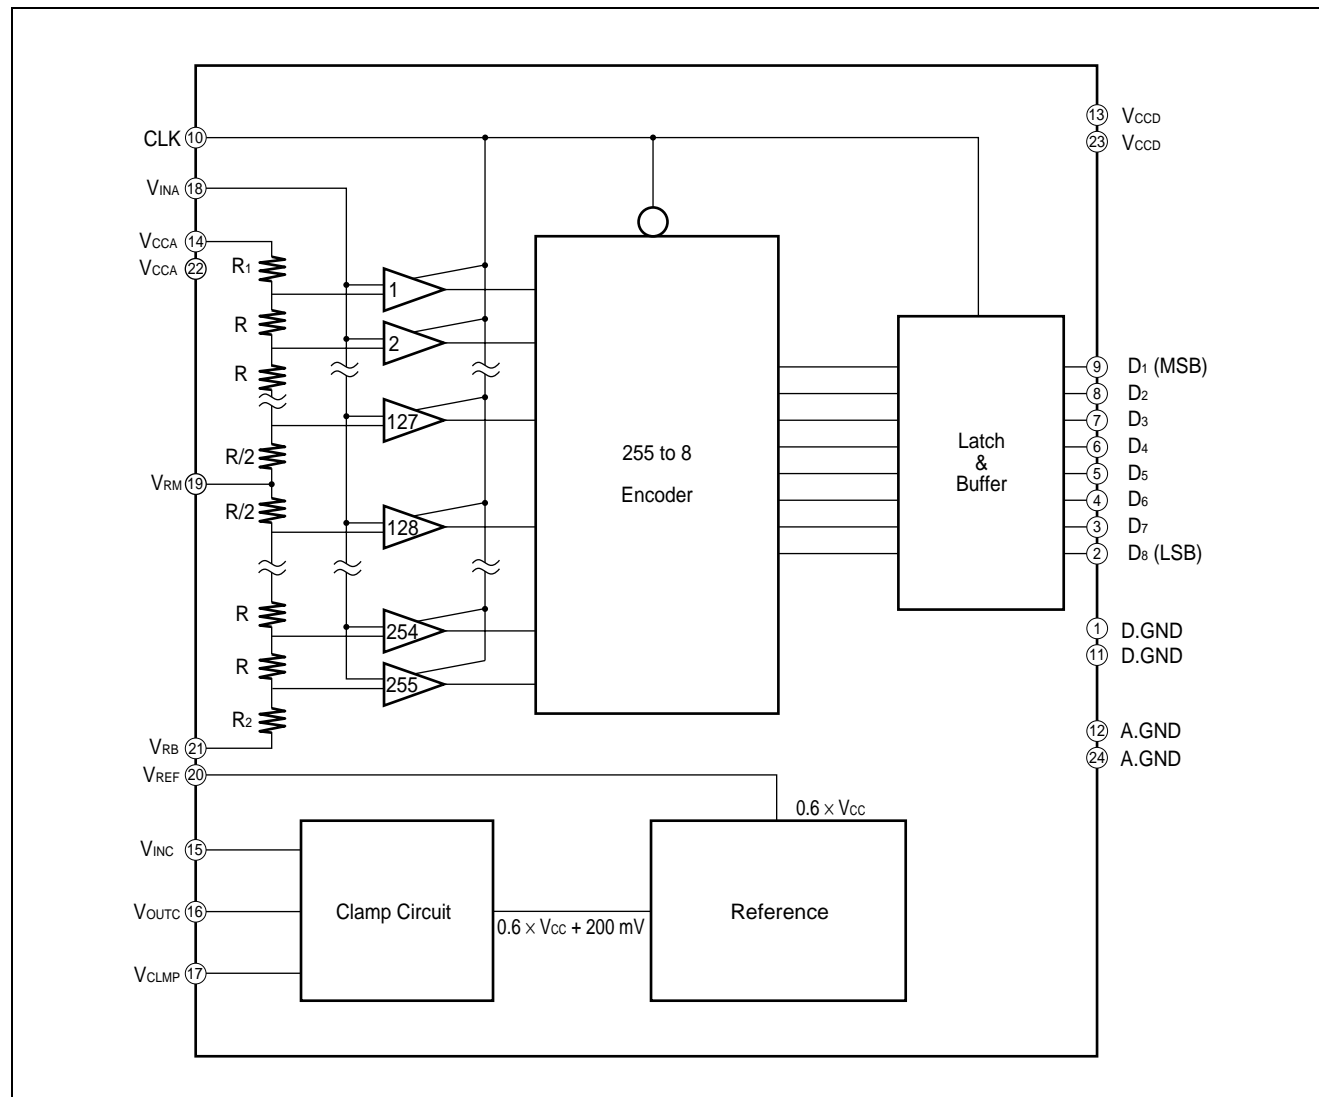 CLK 10
VINA 18
VCCA 14
VCCA 22
R1
R
R
R/2
VRM 19
R/2
R
R
R2
VRB 21
VREF 20
1
2
127
128
254
255
255 to 8
Encoder
Latch
&
Buffer
13 VCCD
23 VCCD
9 D1 (MSB)
8 D2
7 D3
6 D4
5 D5
4 D6
3 D7
2 D8 (LSB)
1 D.GND
11 D.GND
12 A.GND
24 A.GND
0.6 × VCC
VINC 15
VOUTC 16
VCLMP 17
Clamp Circuit
0.6 × VCC + 200 mV
Reference